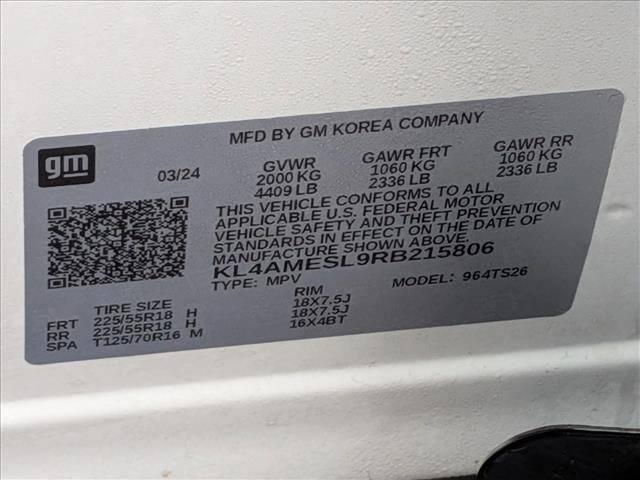 gm
MFD BY GM KOREA COMPANY
03/24
GVWR
2000 KG
4409 LB
GAWR FRT
1060 KG
2336 LB
GAWR RR
1060 KG
2336 LB
THIS VEHICLE CONFORMS TO ALL
APPLICABLE U.S. FEDERAL MOTOR
VEHICLE SAFETY AND THEFT PREVENTION
STANDARDS IN EFFECT ON THE DATE OF
MANUFACTURE SHOWN ABOVE.
KL4AMESL9RB215806
TYPE: MPV MODEL: 964TS26
TIRE SIZE RIM
FRT 225/55R18 H 18X7.5J
RR 225/55R18 H 18X7.5J
SPA T125/70R16 M 16X4BT